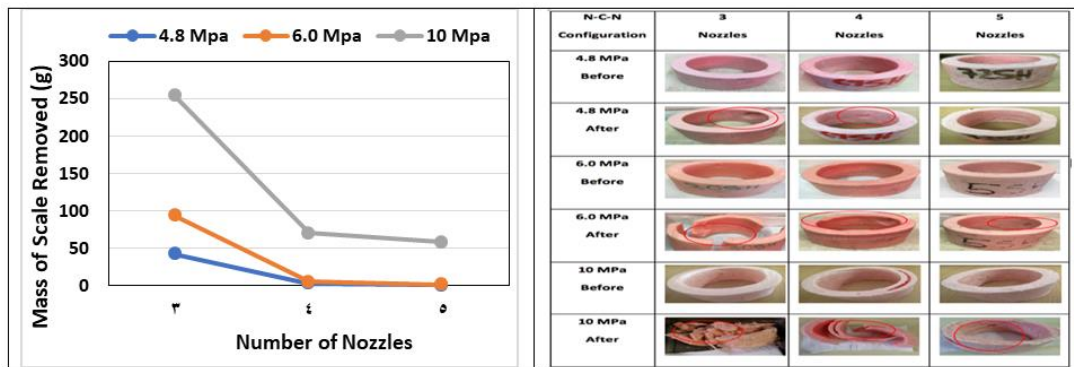 4.8 Mpa 6.0 Mpa 10 Mpa
Mass of Scale Removed (g)
300
250
200
150
100
50
0
٣ ٤ ٥
Number of Nozzles
N-C-N Configuration 3 Nozzles 4 Nozzles 5 Nozzles
4.8 MPa Before
4.8 MPa After
6.0 MPa Before
6.0 MPa After
10 MPa Before
10 MPa After